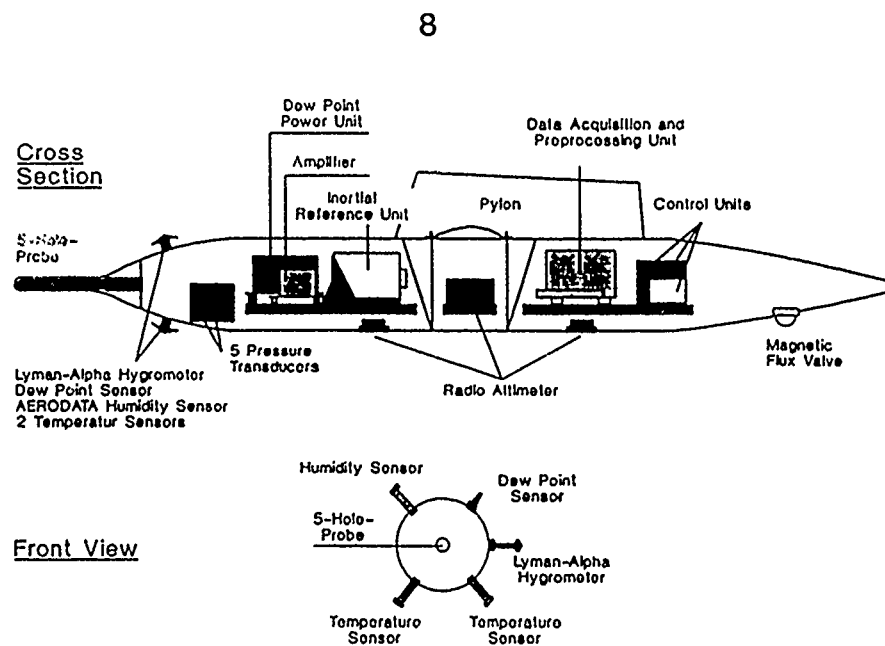 8
Dew Point
Power Unit
Data Acquisition and
Preprocessing Unit
Cross
Section
Amplifier
Inertial
Reference Unit
Pylon
Control Units
5-Hole-
Probe
5 Pressure
Transducers
Magnetic
Flux Valve
Radio Altimeter
Lyman-Alpha Hygrometer
Dew Point Sensor
AERODATA Humidity Sensor
2 Temperatur Sensors
Humidity Sensor
Dew Point
Sensor
5-Hole-
Probe
Front View
Lyman-Alpha
Hygrometer
Temperature
Sensor
Temperature
Sensor